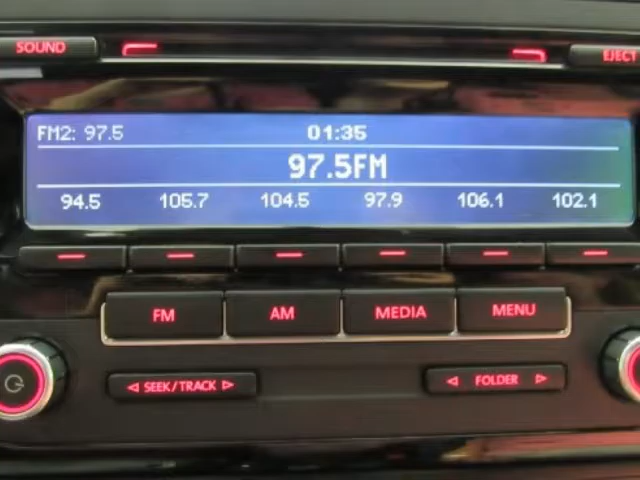 SOUND EJECT
FM2: 97.5 01:35
97.5FM
94.5 105.7 104.5 97.9 106.1 102.1
FM AM MEDIA MENU
SEEK/TRACK FOLDER